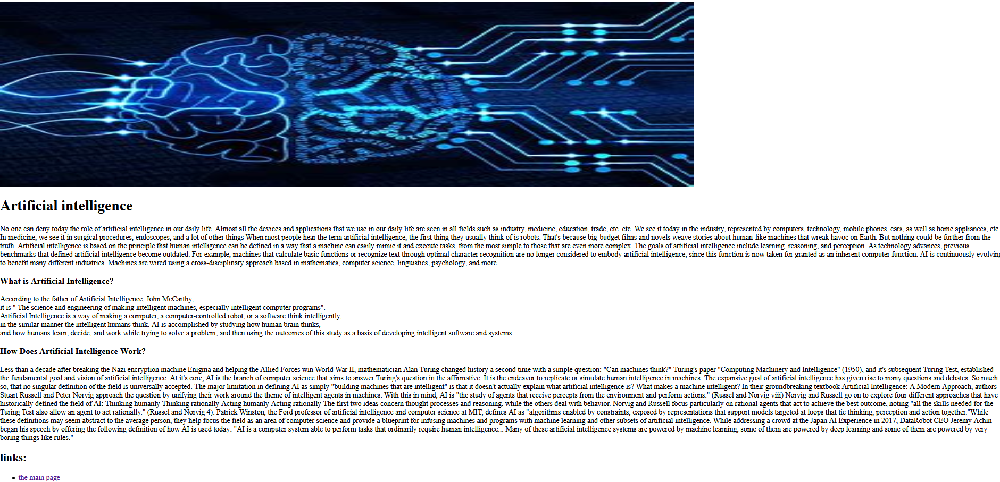 Artificial intelligence
No one can deny today the role of artificial intelligence in our daily life. Almost all the devices and applications that we use in our daily life are seen in all fields such as industry, medicine, education, trade, etc. etc. We see it today in the industry, represented by computers, technology, mobile phones, cars, as well as home appliances, etc.
In medicine, we see it in surgical procedures, endoscopes, and a lot of other things When most people hear the term artificial intelligence, the first thing they usually think of is robots. That's because big-budget films and novels weave stories about human-like machines that wreak havoc on Earth. But nothing could be further from the
truth. Artificial intelligence is based on the principle that human intelligence can be defined in a way that a machine can easily mimic it and execute tasks, from the most simple to those that are even more complex. The goals of artificial intelligence include learning, reasoning, and perception. As technology advances, previous
benchmarks that defined artificial intelligence become outdated. For example, machines that calculate basic functions or recognize text through optimal character recognition are no longer considered to embody artificial intelligence, since this function is now taken for granted as an inherent computer function. AI is continuously evolving
to benefit many different industries. Machines are wired using a cross-disciplinary approach based in mathematics, computer science, linguistics, psychology, and more.
What is Artificial Intelligence?
According to the father of Artificial Intelligence, John McCarthy,
it is " The science and engineering of making intelligent machines, especially intelligent computer programs".
Artificial Intelligence is a way of making a computer, a computer-controlled robot, or a software think intelligently,
in the similar manner the intelligent humans think. AI is accomplished by studying how human brain thinks,
and how humans learn, decide, and work while trying to solve a problem, and then using the outcomes of this study as a basis of developing intelligent software and systems.
How Does Artificial Intelligence Work?
Less than a decade after breaking the Nazi encryption machine Enigma and helping the Allied Forces win World War II, mathematician Alan Turing changed history a second time with a simple question: "Can machines think?" Turing's paper "Computing Machinery and Intelligence" (1950), and it's subsequent Turing Test, established
the fundamental goal and vision of artificial intelligence. At it's core, AI is the branch of computer science that aims to answer Turing's question in the affirmative. It is the endeavor to replicate or simulate human intelligence in machines. The expansive goal of artificial intelligence has given rise to many questions and debates. So much
so, that no singular definition of the field is universally accepted. The major limitation in defining AI as simply "building machines that are intelligent" is that it doesn't actually explain what artificial intelligence is? What makes a machine intelligent? In their groundbreaking textbook Artificial Intelligence: A Modern Approach, authors
Stuart Russell and Peter Norvig approach the question by unifying their work around the theme of intelligent agents in machines. With this in mind, AI is "the study of agents that receive percepts from the environment and perform actions." (Russel and Norvig viii) Norvig and Russell go on to explore four different approaches that have
historically defined the field of AI: Thinking humanly Thinking rationally Acting humanly Acting rationally The first two ideas concern thought processes and reasoning, while the others deal with behavior. Norvig and Russell focus particularly on rational agents that act to achieve the best outcome, noting "all the skills needed for the
Turing Test also allow an agent to act rationally." (Russel and Norvig 4). Patrick Winston, the Ford professor of artificial intelligence and computer science at MIT, defines AI as "algorithms enabled by constraints, exposed by representations that support models targeted at loops that tie thinking, perception and action together."While
these definitions may seem abstract to the average person, they help focus the field as an area of computer science and provide a blueprint for infusing machines and programs with machine learning and other subsets of artificial intelligence. While addressing a crowd at the Japan AI Experience in 2017, DataRobot CEO Jeremy Achin
began his speech by offering the following definition of how AI is used today: "AI is a computer system able to perform tasks that ordinarily require human intelligence... Many of these artificial intelligence systems are powered by machine learning, some of them are powered by deep learning and some of them are powered by very
boring things like rules."
links:
the main page